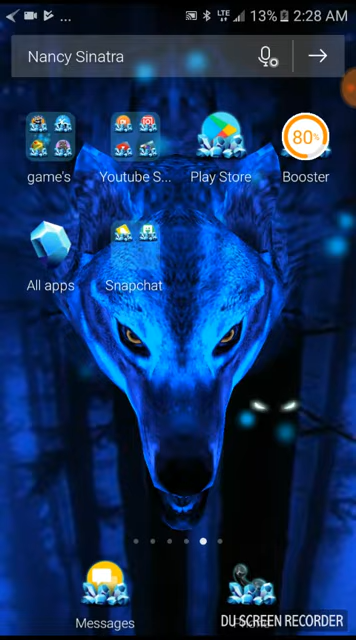 ... LTE 13% 2:28 AM
Nancy Sinatra
80%
game's Youtube S... Play Store Booster
All apps Snapchat
Messages
DU SCREEN RECORDER